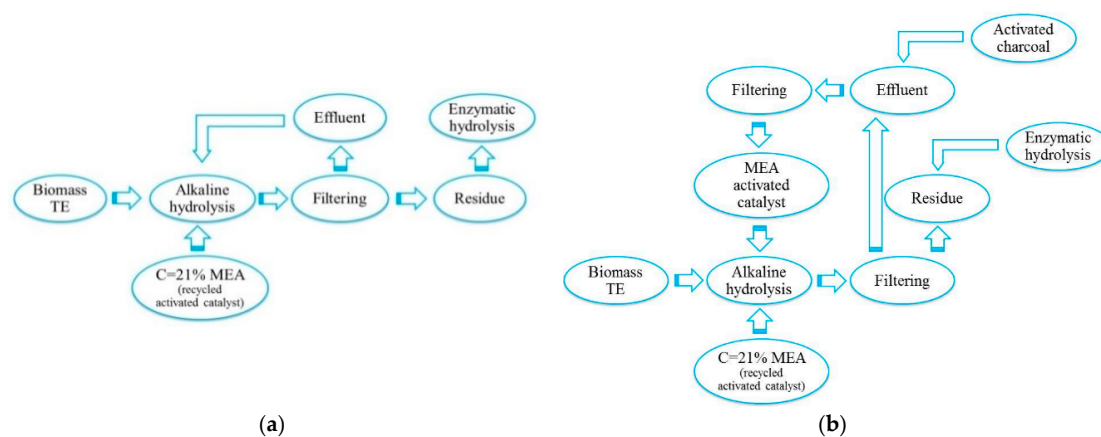 Effluent
Enzymatic
hydrolysis
Biomass
TE
Alkaline
hydrolysis
Filtering
Residue
C=21% MEA
(recycled
activated catalyst)
(a)
Activated
charcoal
Filtering
Effluent
Enzymatic
hydrolysis
MEA
activated
catalyst
Residue
Biomass
TE
Alkaline
hydrolysis
Filtering
C=21% MEA
(recycled
activated catalyst)
(b)